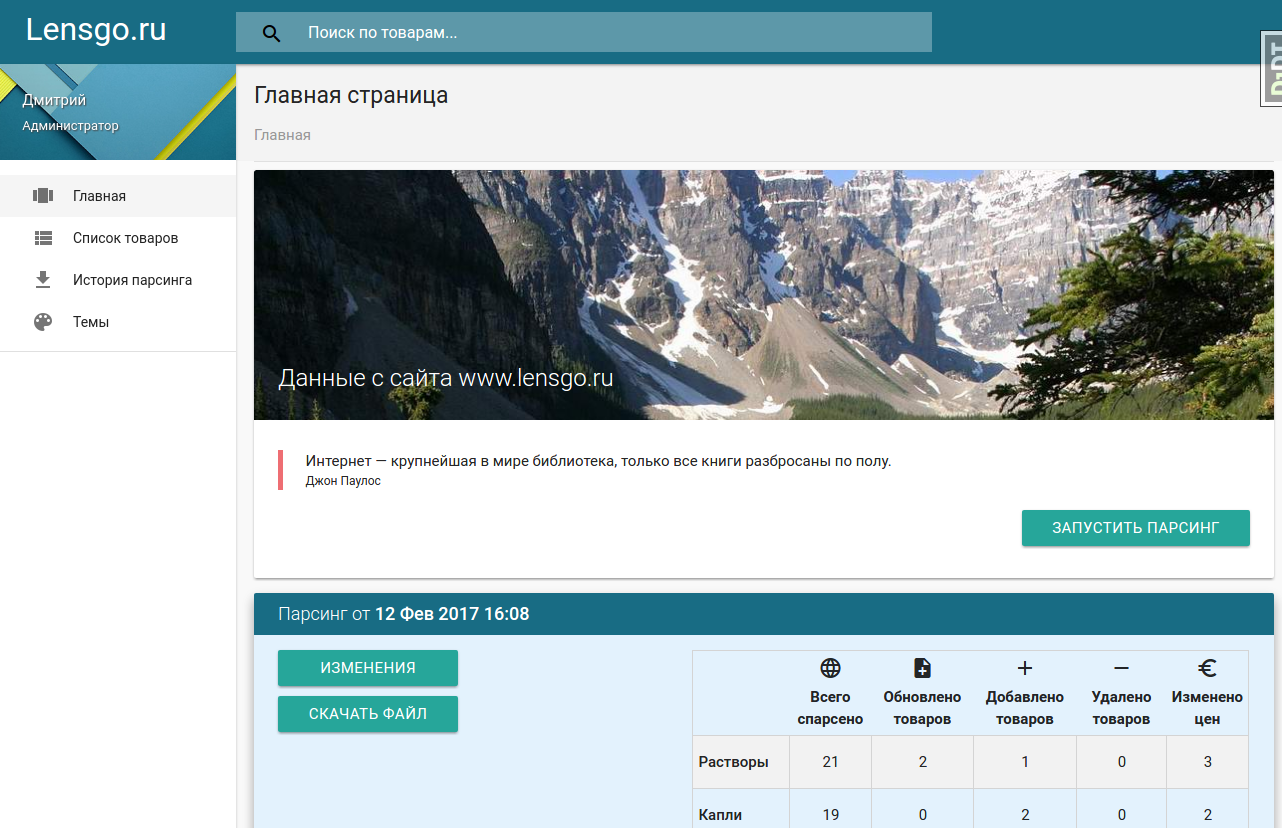 Lensgo.ru
Поиск по товарам...
DjDT
Дмитрий
Администратор
Главная
Список товаров
История парсинга
Темы
Главная страница
Главная
Данные с сайта www.lensgo.ru
Интернет — крупнейшая в мире библиотека, только все книги разбросаны по полу.
Джон Паулос
ЗАПУСТИТЬ ПАРСИНГ
Парсинг от 12 Фев 2017 16:08
ИЗМЕНЕНИЯ
СКАЧАТЬ ФАЙЛ
Всего спарсено Обновлено товаров Добавлено товаров Удалено товаров Изменено цен
Растворы 21 2 1 0 3
Капли 19 0 2 0 2